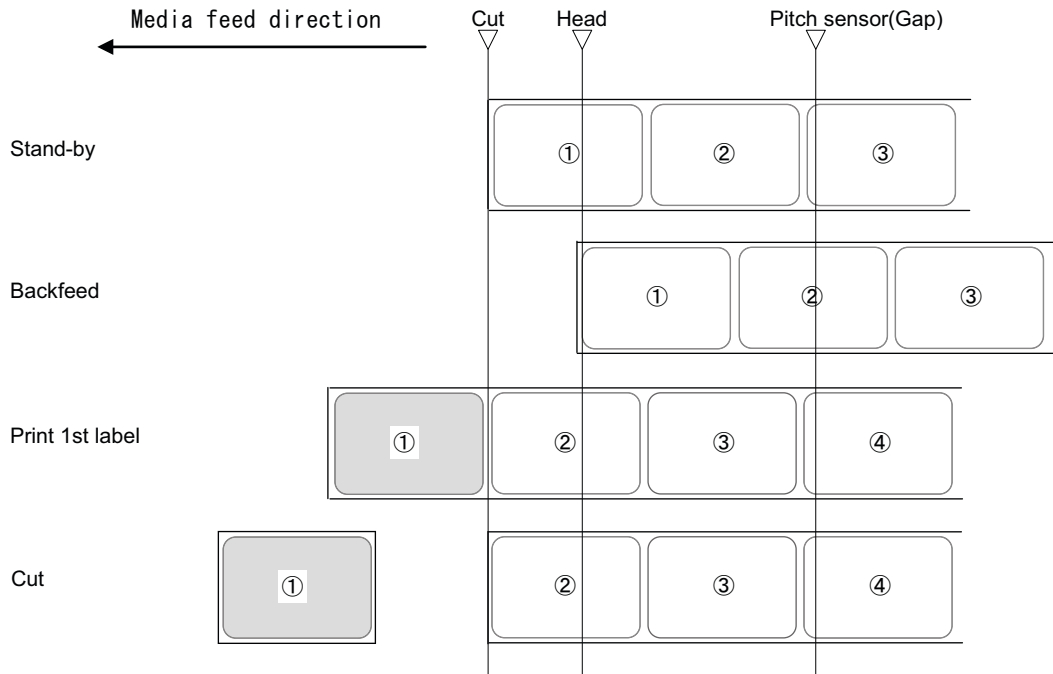 Media feed direction
Cut
Head
Pitch sensor(Gap)
Stand-by
①
②
③
Backfeed
①
②
③
Print 1st label
①
②
③
④
Cut
①
②
③
④